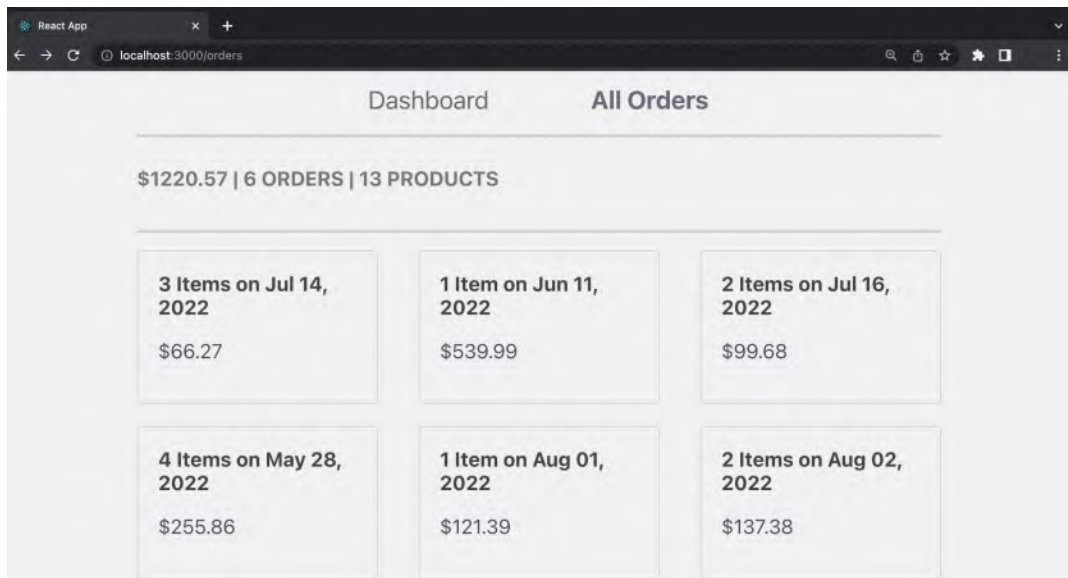 React App
localhost:3000/orders
Dashboard
All Orders
$1220.57 | 6 ORDERS | 13 PRODUCTS
3 Items on Jul 14,
2022
$66.27
1 Item on Jun 11,
2022
$539.99
2 Items on Jul 16,
2022
$99.68
4 Items on May 28,
2022
$255.86
1 Item on Aug 01,
2022
$121.39
2 Items on Aug 02,
2022
$137.38